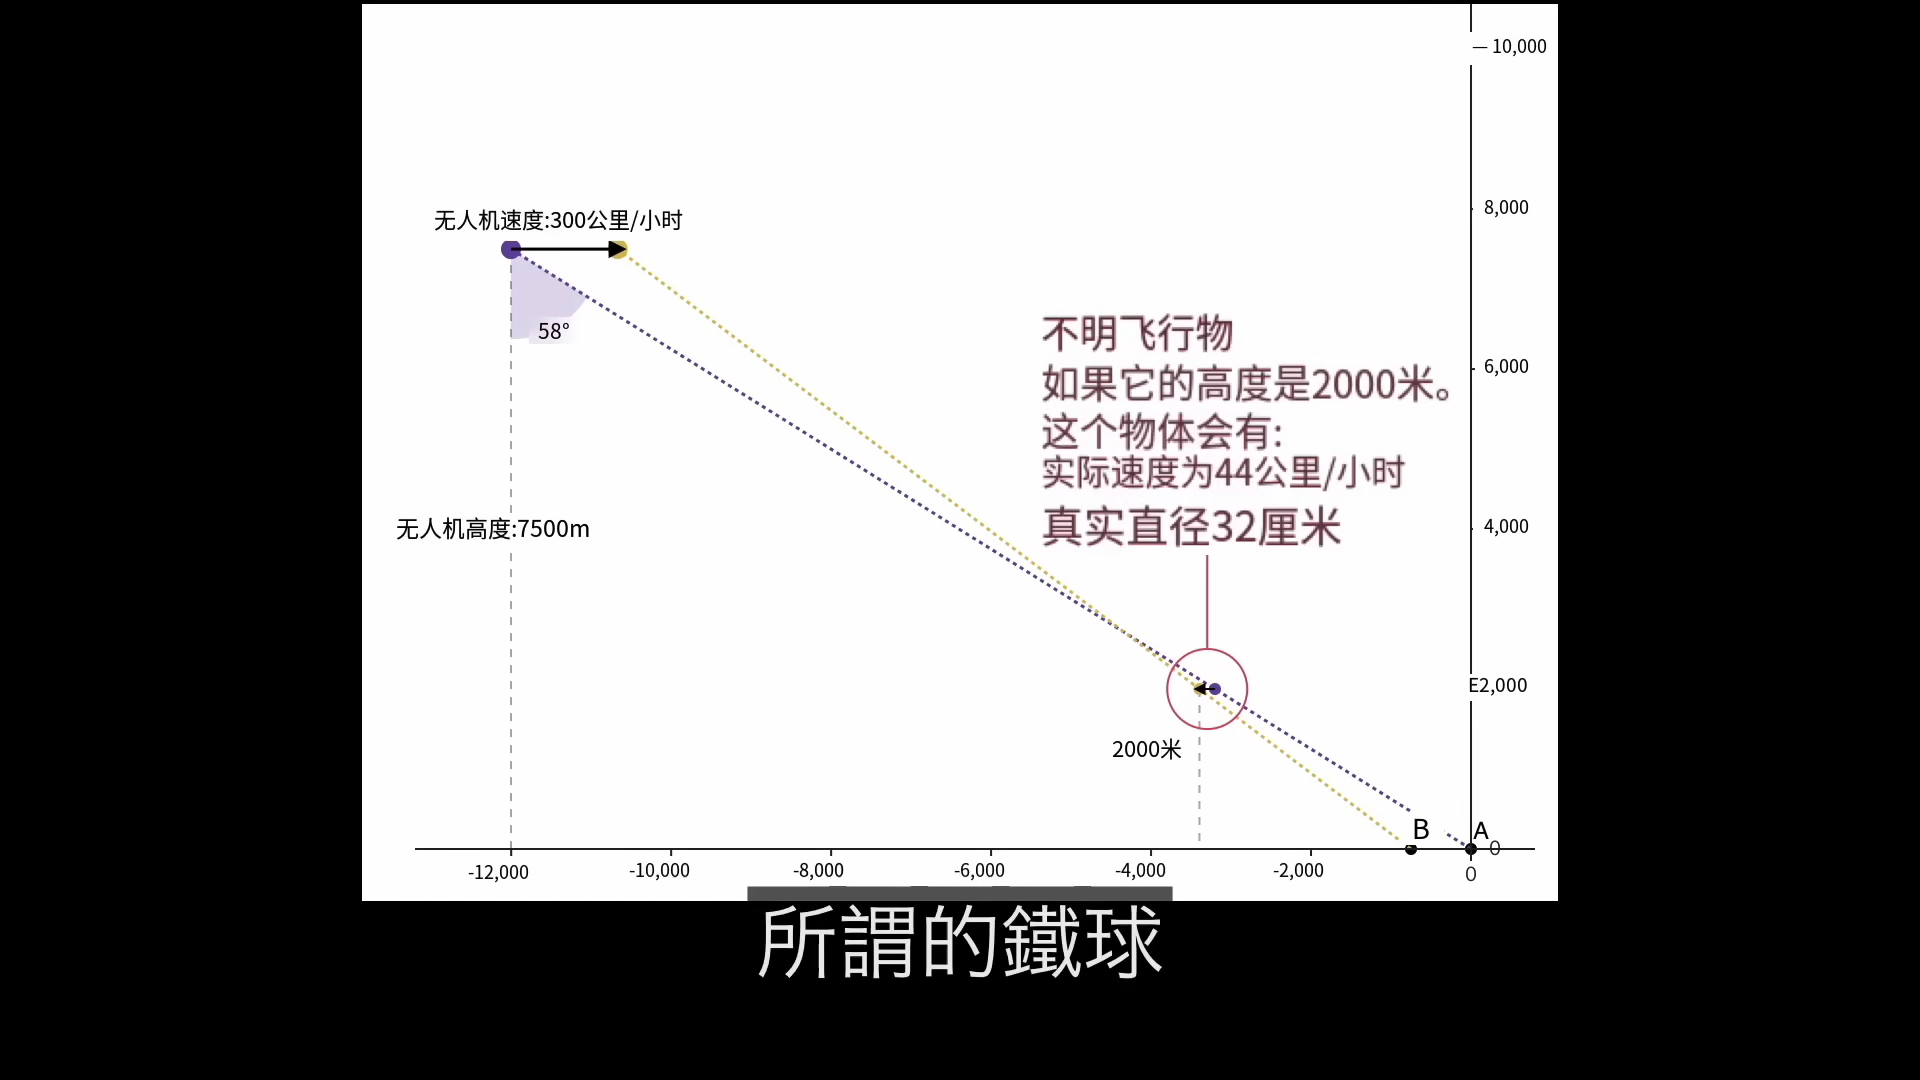 — 10,000
8,000
无人机速度:300公里/小时
58°
不明飞行物
如果它的高度是2000米。
这个物体会有:
实际速度为44公里/小时
真实直径32厘米
6,000
无人机高度:7500m
4,000
E2,000
2000米
B
A
0
-12,000
-10,000
-8,000
-6,000
-4,000
-2,000
0
所謂的鐵球